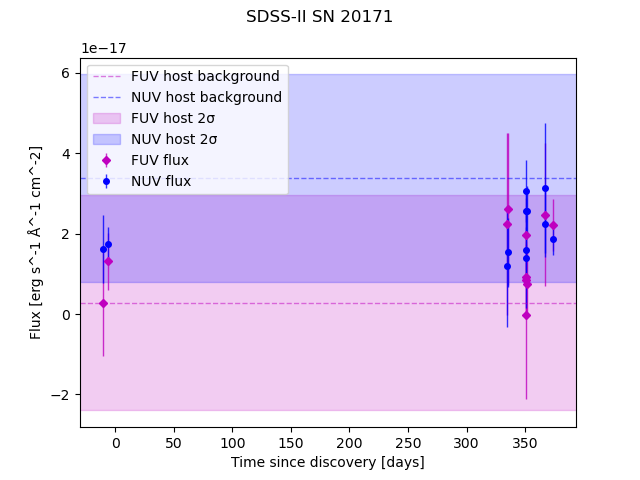 SDSS-II SN 20171
1e−17
6
4
2
0
−2
Flux [erg s^-1 Å^-1 cm^-2]
FUV host background
NUV host background
FUV host 2σ
NUV host 2σ
FUV flux
NUV flux
0 50 100 150 200 250 300 350
Time since discovery [days]